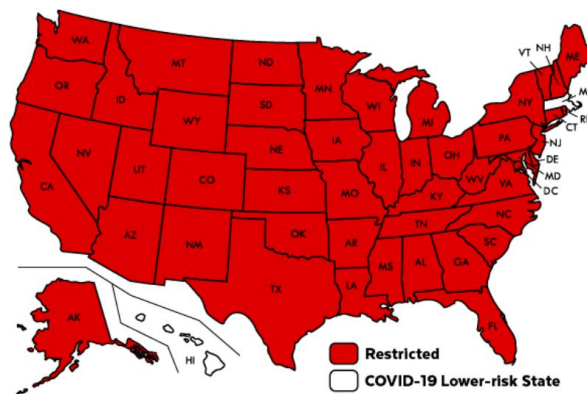 WA
MT
ND
MN
VT
NH
ME
OR
ID
SD
WI
MI
NY
M
WY
IA
RI
CT
NV
NE
PA
NJ
UT
CO
IL
IN
OH
DE
MD
CA
KS
MO
WV
VA
DC
KY
AZ
NM
OK
AR
TN
NC
SC
TX
LA
MS
AL
GA
AK
HI
FL
Restricted
COVID-19 Lower-risk State